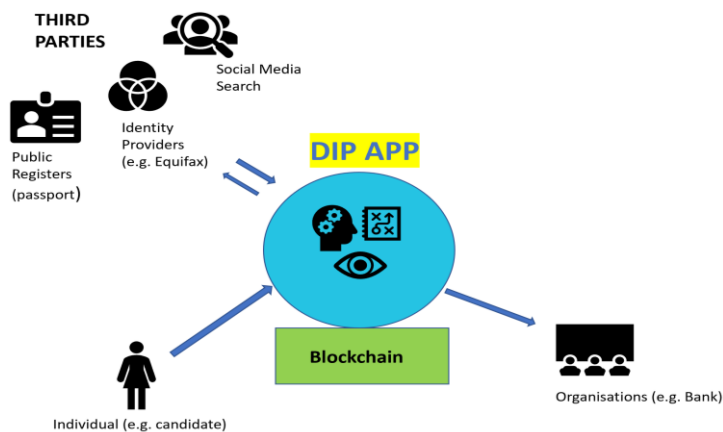 THIRD
PARTIES
Social Media
Search
Identity
Providers
(e.g. Equifax)
Public
Registers
(passport)
DIP APP
Blockchain
Individual (e.g. candidate)
Organisations (e.g. Bank)